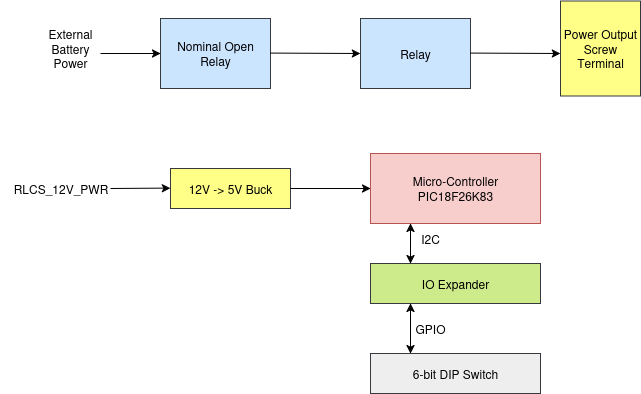 External
Battery
Power
Nominal Open
Relay
Relay
Power Output
Screw
Terminal
RLCS_12V_PWR
12V -> 5V Buck
Micro-Controller
PIC18F26K83
I2C
IO Expander
GPIO
6-bit DIP Switch